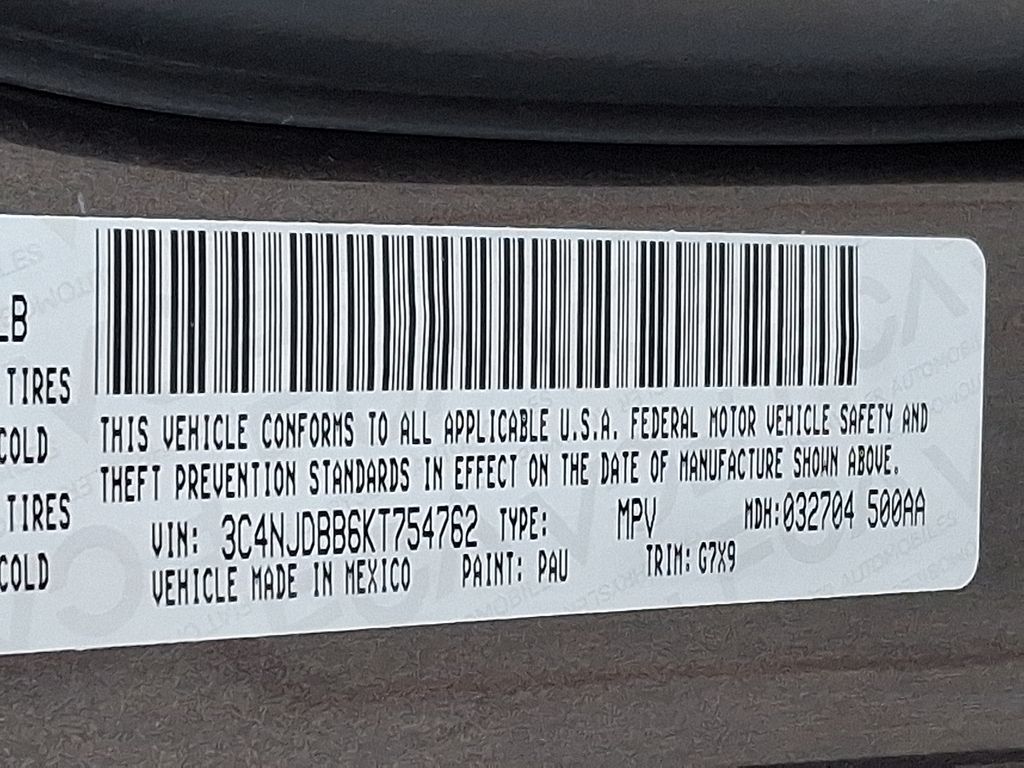 LB
TIRES
COLD
TIRES
COLD
THIS VEHICLE CONFORMS TO ALL APPLICABLE U.S.A. FEDERAL MOTOR VEHICLE SAFETY AND
THEFT PREVENTION STANDARDS IN EFFECT ON THE DATE OF MANUFACTURE SHOWN ABOVE.
VIN: 3C4NJDBB6KT754762 TYPE: MPV MDH:032704 500AA
VEHICLE MADE IN MEXICO PAINT: PAU TRIM: G7X9